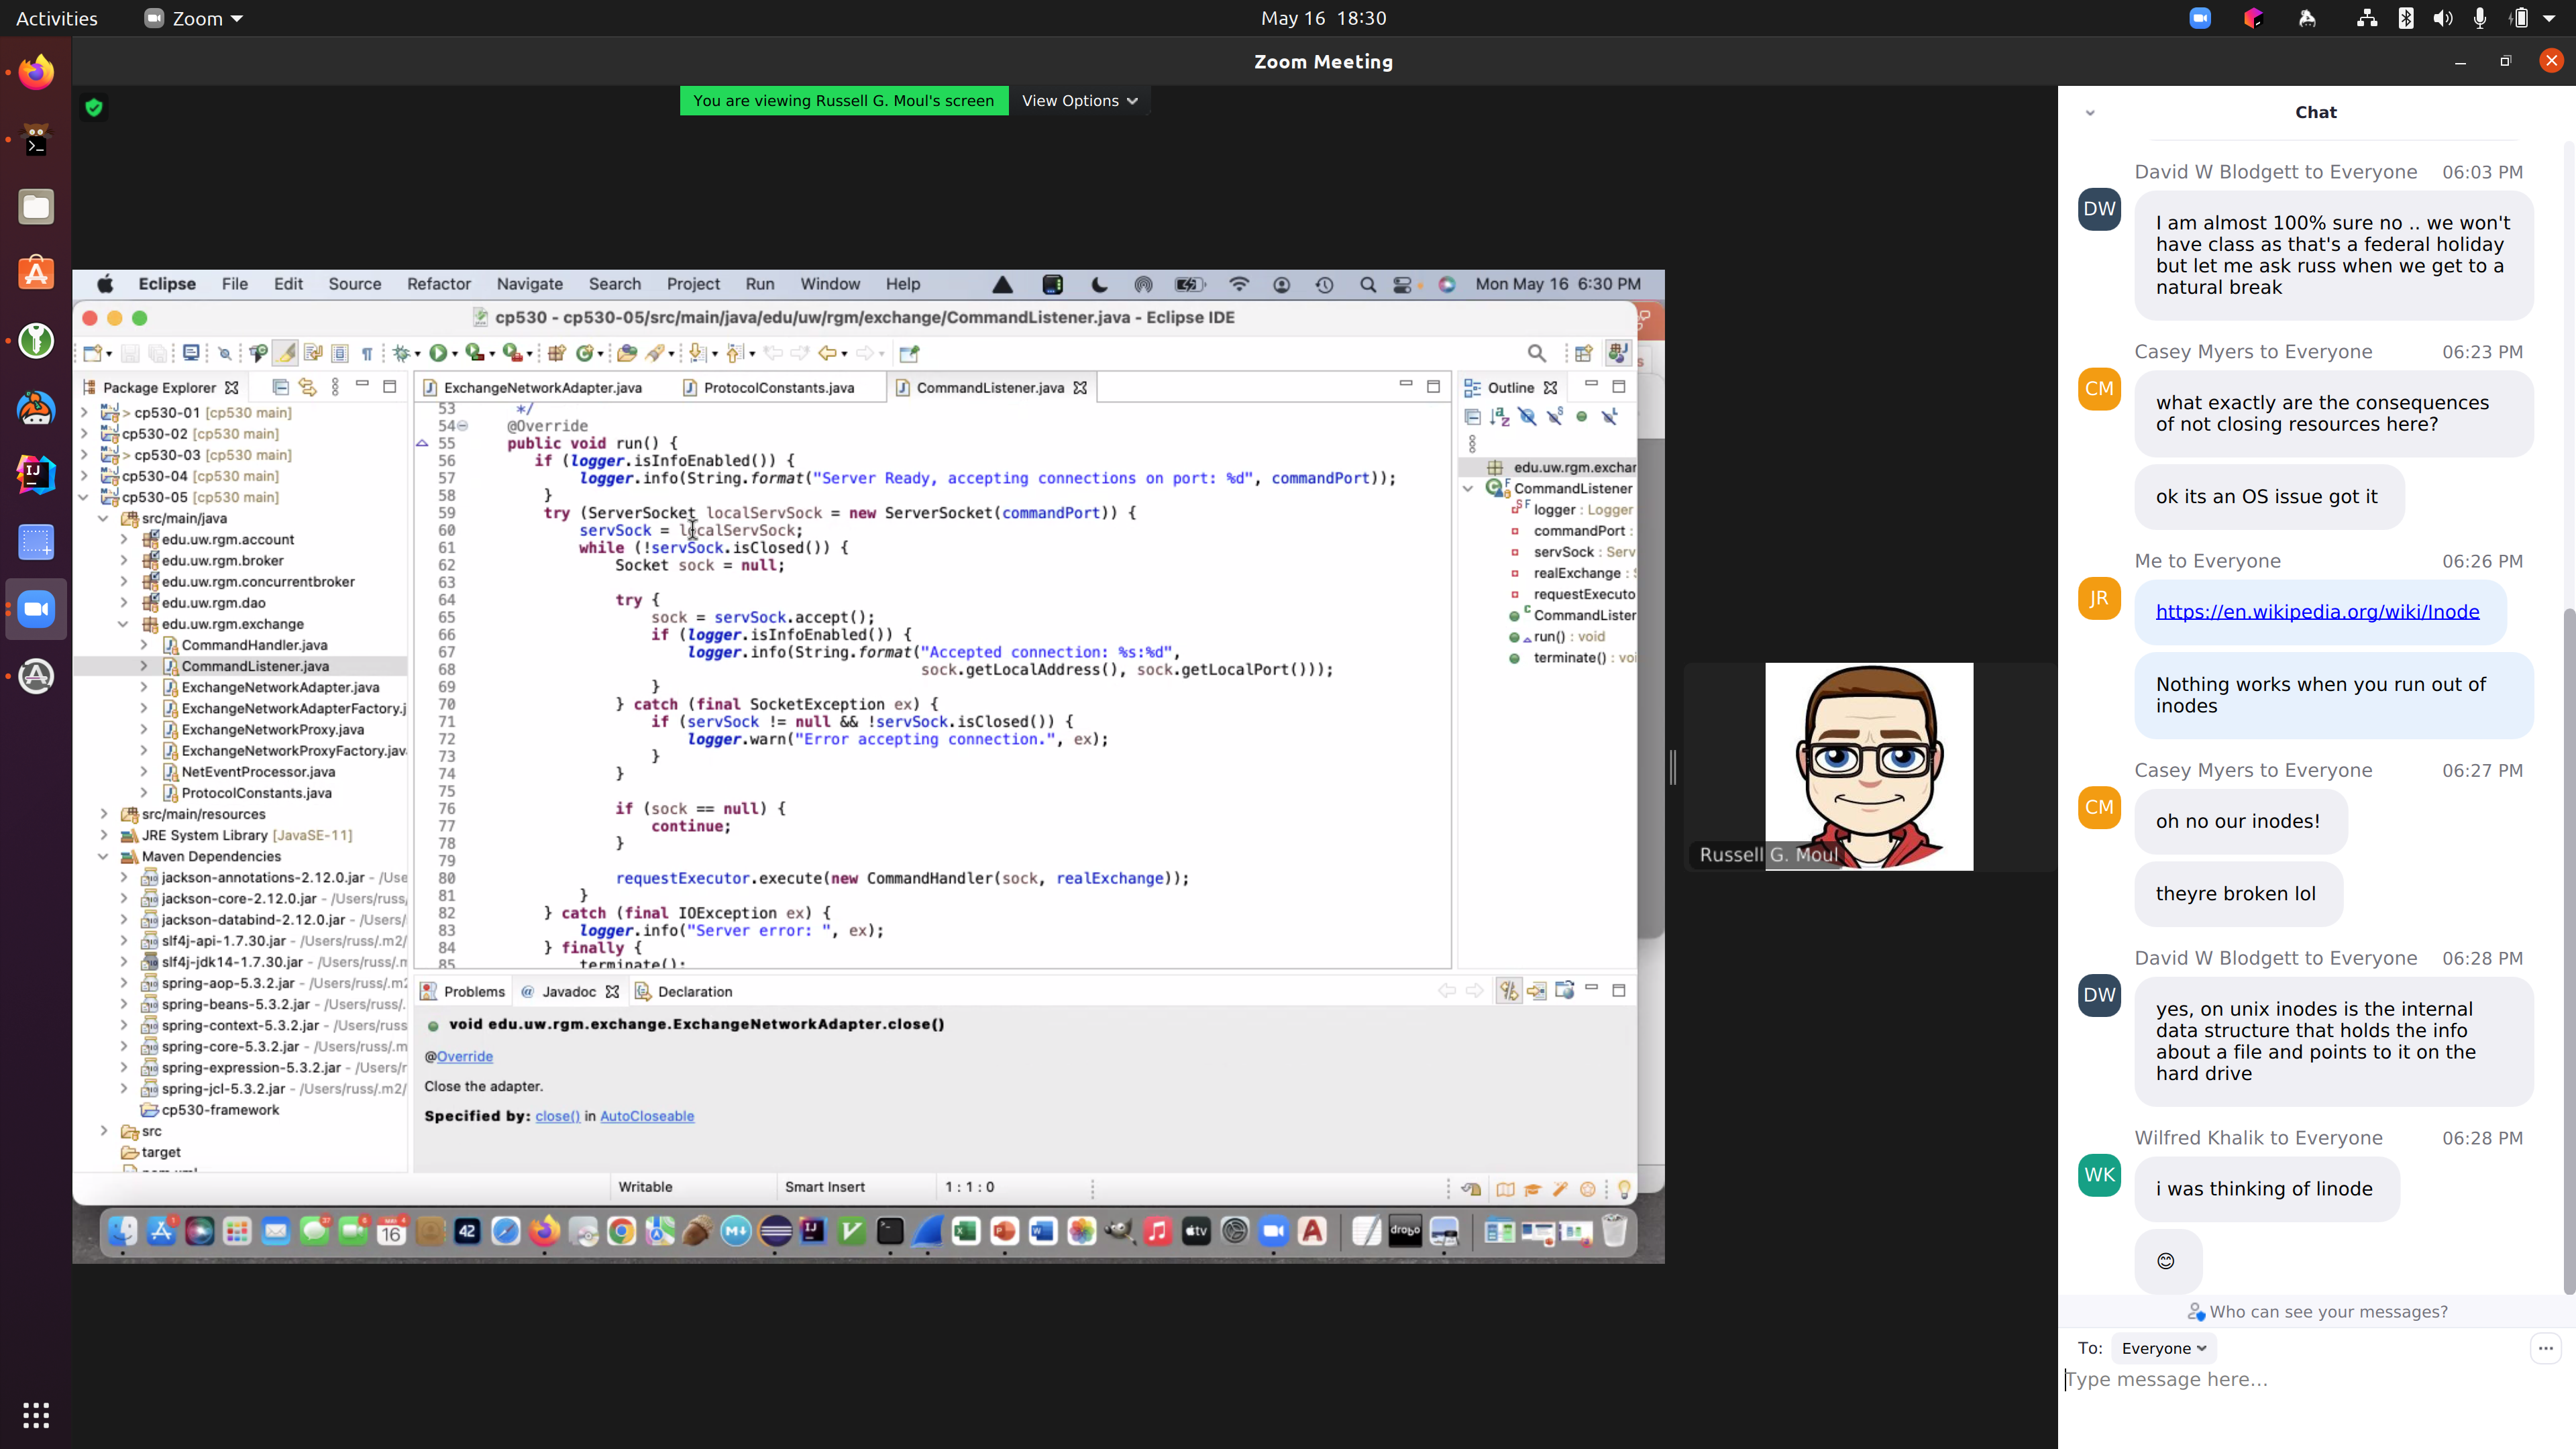 Activities
Zoom
May 16 18:30
Zoom Meeting
You are viewing Russell G. Moul's screen
View Options
Eclipse File Edit Source Refactor Navigate Search Project Run Window Help
Mon May 16 6:30 PM
cp530 - cp530-05/src/main/java/edu/uw/rgm/exchange/CommandListener.java - Eclipse IDE
Package Explorer
> cp530-01 [cp530 main]
cp530-02 [cp530 main]
> cp530-03 [cp530 main]
cp530-04 [cp530 main]
cp530-05 [cp530 main]
src/main/java
edu.uw.rgm.account
edu.uw.rgm.broker
edu.uw.rgm.concurrentbroker
edu.uw.rgm.dao
edu.uw.rgm.exchange
CommandHandler.java
CommandListener.java
ExchangeNetworkAdapter.java
ExchangeNetworkAdapterFactory.j
ExchangeNetworkProxy.java
ExchangeNetworkProxyFactory.jav
NetEventProcessor.java
ProtocolConstants.java
src/main/resources
JRE System Library [JavaSE-11]
Maven Dependencies
jackson-annotations-2.12.0.jar - /Use
jackson-core-2.12.0.jar - /Users/russ/
jackson-databind-2.12.0.jar - /Users/
slf4j-api-1.7.30.jar - /Users/russ/.m2/
slf4j-jdk14-1.7.30.jar - /Users/russ/.m
spring-aop-5.3.2.jar - /Users/russ/.m2
spring-beans-5.3.2.jar - /Users/russ/.
spring-context-5.3.2.jar - /Users/russ
spring-core-5.3.2.jar - /Users/russ/.m
spring-expression-5.3.2.jar - /Users/r
spring-jcl-5.3.2.jar - /Users/russ/.m2/
cp530-framework
src
target
pom.xml
ExchangeNetworkAdapter.java
ProtocolConstants.java
CommandListener.java
53 */
54 @Override
55 public void run() {
56 if (logger.isInfoEnabled()) {
57 logger.info(String.format("Server Ready, accepting connections on port: %d", commandPort));
58 }
59 try (ServerSocket localServSock = new ServerSocket(commandPort)) {
60 servSock = localServSock;
61 while (!servSock.isClosed()) {
62 Socket sock = null;
63
64 try {
65 sock = servSock.accept();
66 if (logger.isInfoEnabled()) {
67 logger.info(String.format("Accepted connection: %s:%d",
68 sock.getLocalAddress(), sock.getLocalPort()));
69 }
70 } catch (final SocketException ex) {
71 if (servSock != null && !servSock.isClosed()) {
72 logger.warn("Error accepting connection.", ex);
73 }
74 }
75
76 if (sock == null) {
77 continue;
78 }
79
80 requestExecutor.execute(new CommandHandler(sock, realExchange));
81 }
82 } catch (final IOException ex) {
83 logger.info("Server error: ", ex);
84 } finally {
85 terminate();
Outline
edu.uw.rgm.exchar
CommandListener
logger : Logger
commandPort :
servSock : Serv
realExchange :
requestExecuto
CommandLister
run() : void
terminate() : voi
Problems
@ Javadoc
Declaration
void edu.uw.rgm.exchange.ExchangeNetworkAdapter.close()
@Override
Close the adapter.
Specified by: close() in AutoCloseable
Writable
Smart Insert
1 : 1 : 0
16
42
M
tv
drobo
Russell G. Moul
Chat
David W Blodgett to Everyone 06:03 PM
DW
I am almost 100% sure no .. we won't
have class as that's a federal holiday
but let me ask russ when we get to a
natural break
Casey Myers to Everyone 06:23 PM
CM
what exactly are the consequences
of not closing resources here?
ok its an OS issue got it
Me to Everyone 06:26 PM
JR
https://en.wikipedia.org/wiki/Inode
Nothing works when you run out of
inodes
Casey Myers to Everyone 06:27 PM
CM
oh no our inodes!
theyre broken lol
David W Blodgett to Everyone 06:28 PM
DW
yes, on unix inodes is the internal
data structure that holds the info
about a file and points to it on the
hard drive
Wilfred Khalik to Everyone 06:28 PM
WK
i was thinking of linode
😊
Who can see your messages?
To: Everyone
Type message here...